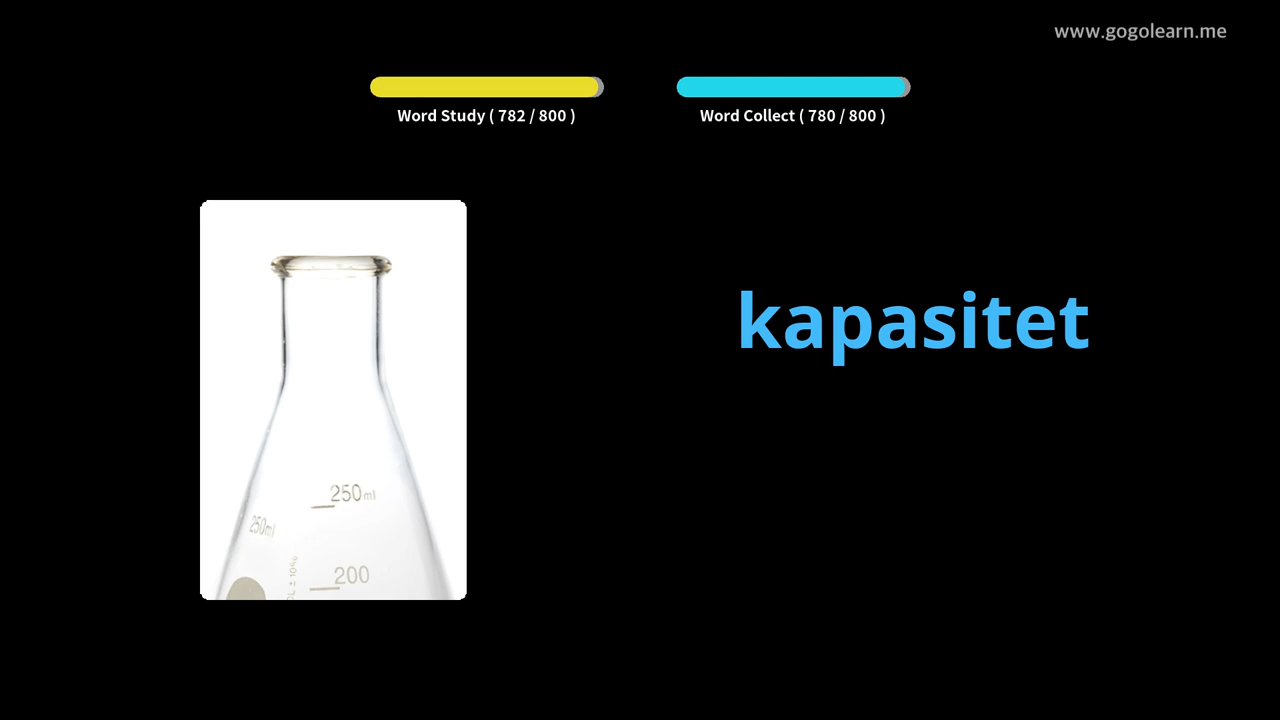 www.gogolearn.me
Word Study ( 782 / 800 )
Word Collect ( 780 / 800 )
kapasitet
250ml
250ml
200